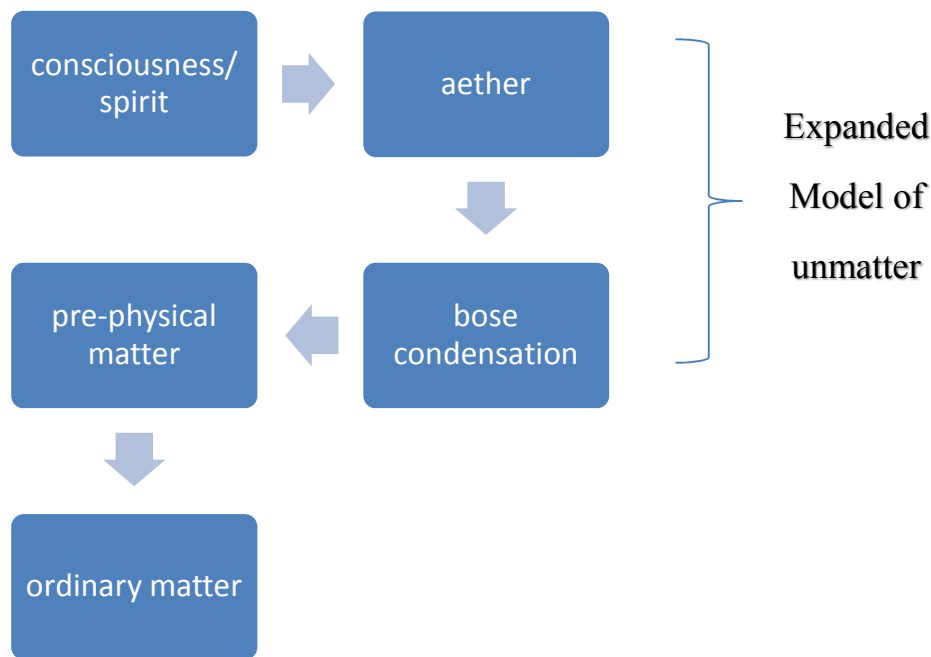 consciousness/
spirit
aether
Expanded
Model of
unmatter
bose
condensation
pre-physical
matter
ordinary matter